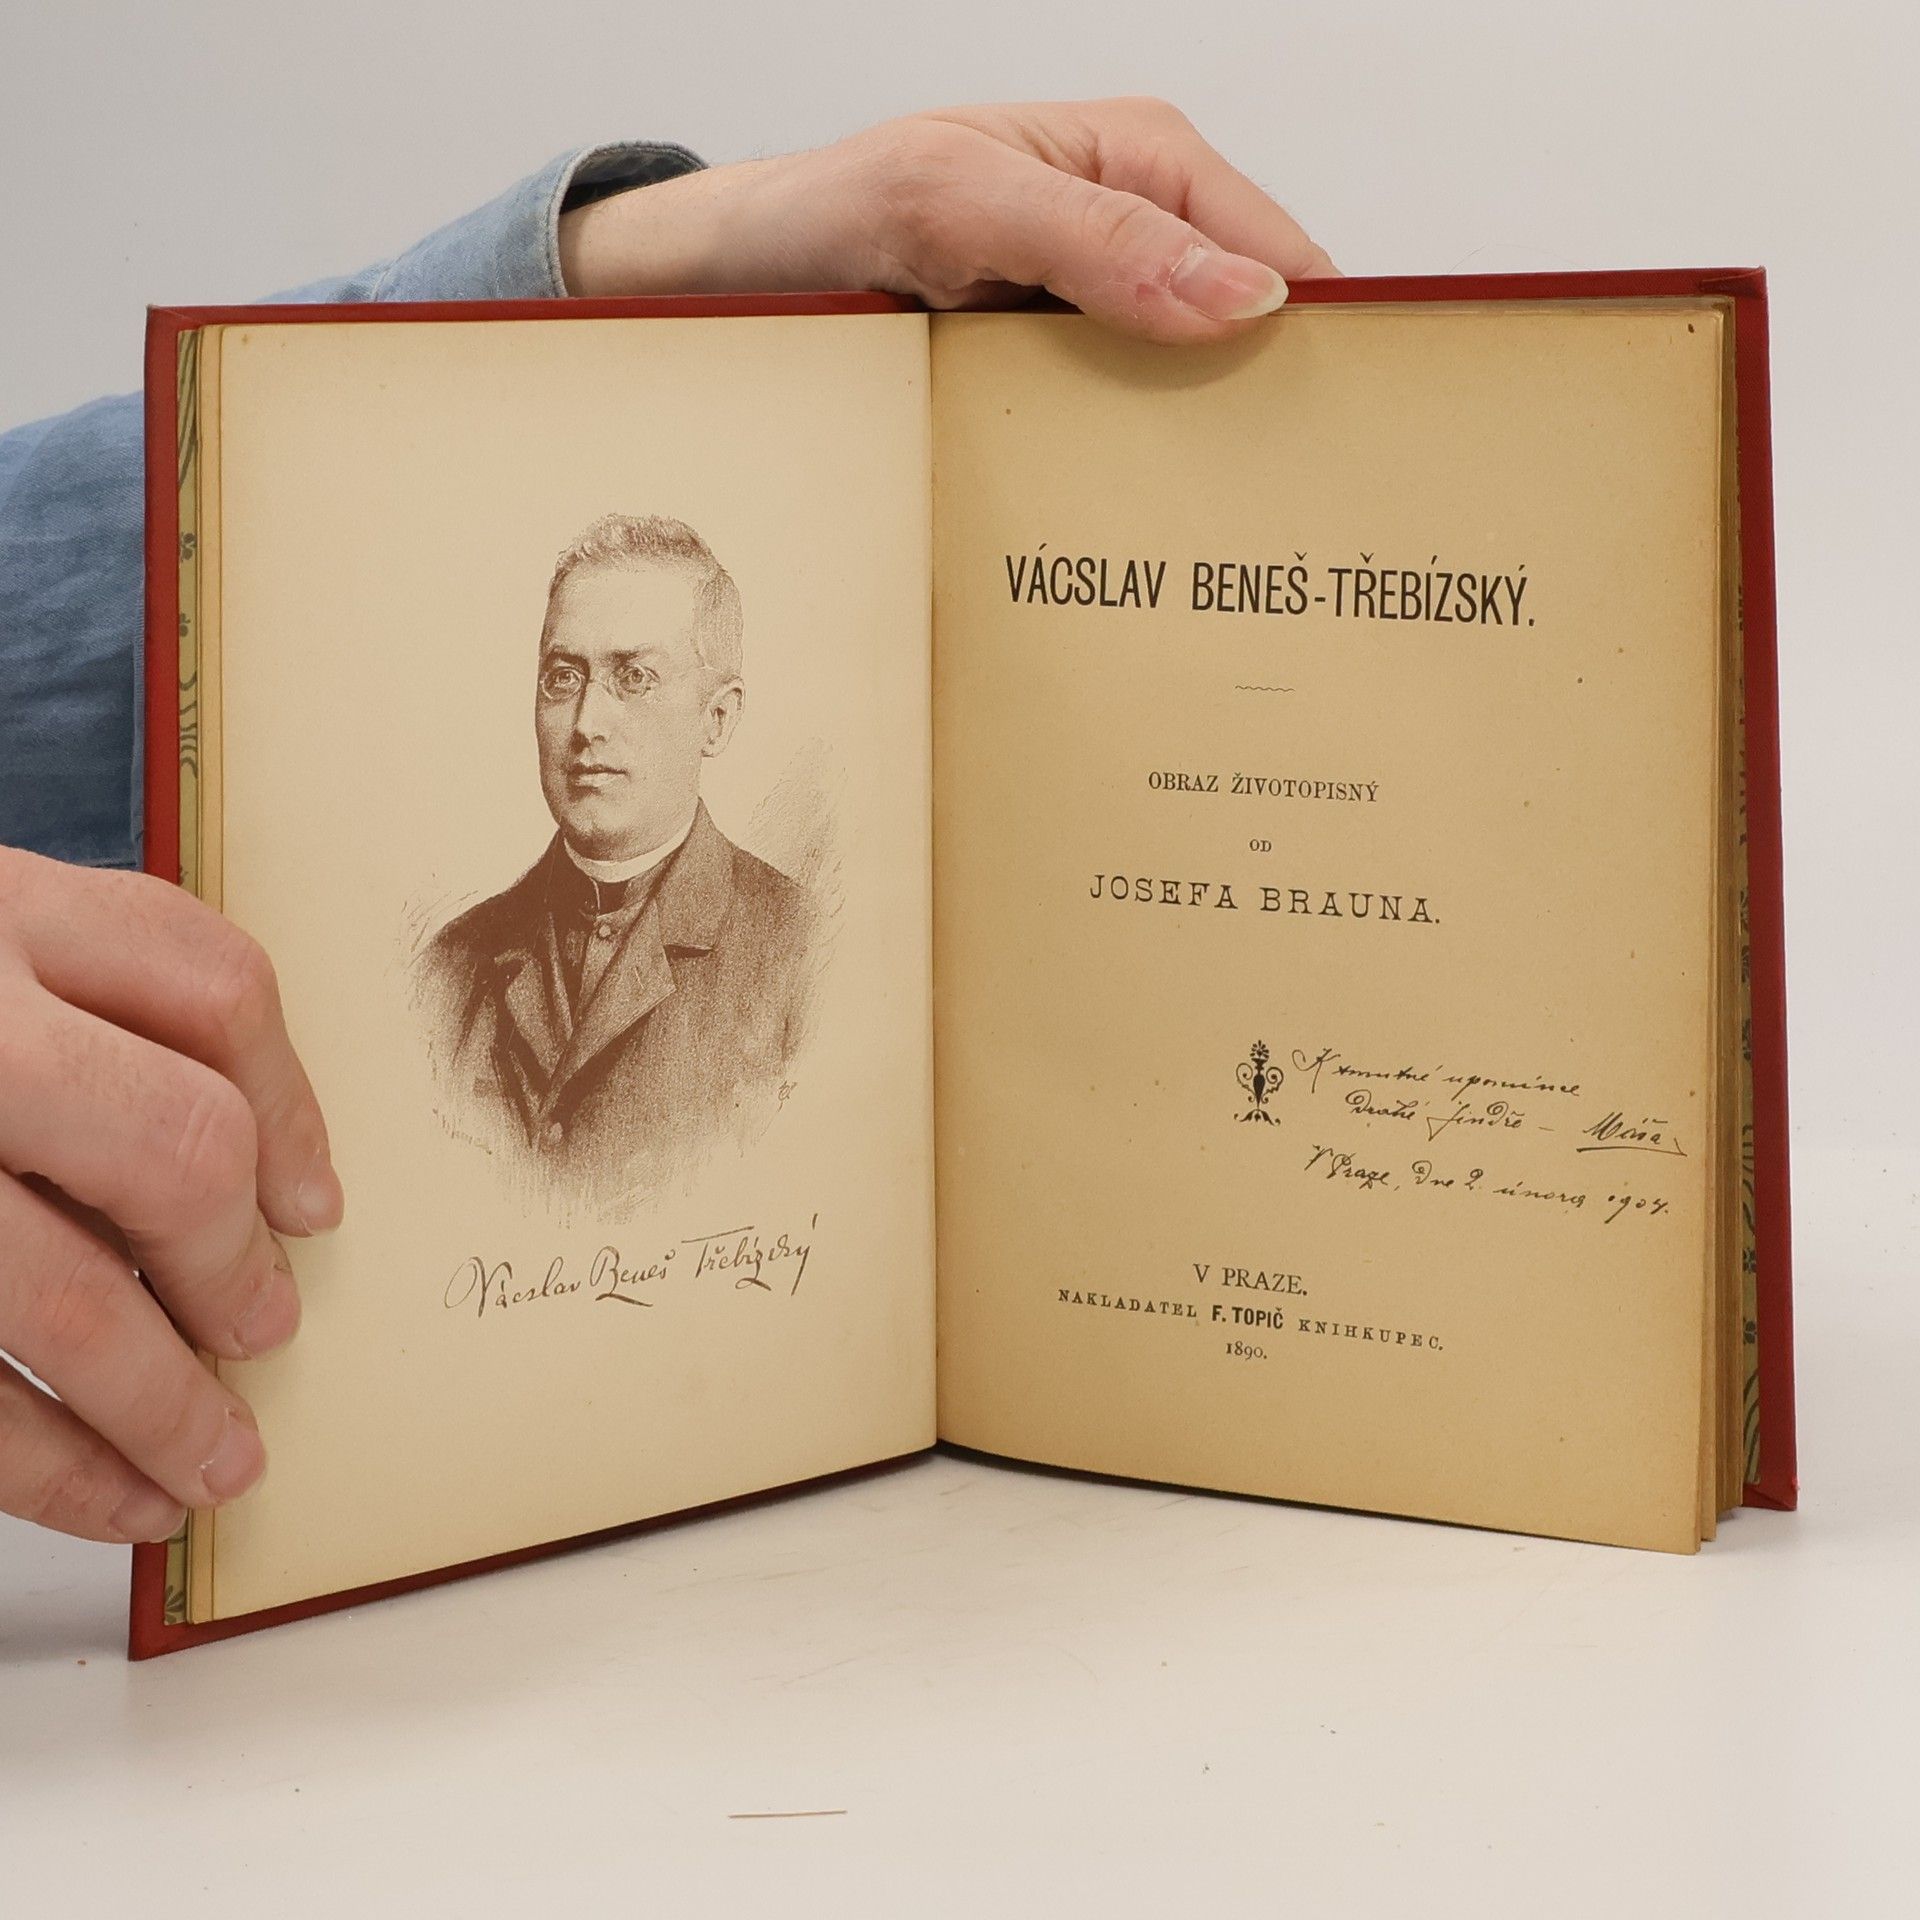 Vácslav Beneš Třebízský
VÁCSLAV BENEŠ-TŘEBÍZSKÝ.
OBRAZ ŽIVOTOPISNÝ
OD
JOSEFA BRAUNA.
K smutné upomínce
drahé Jindře – Máňa
V Praze, dne 2. února 1904.
V PRAZE.
NAKLADATEL F. TOPIČ KNIHKUPEC.
1890.